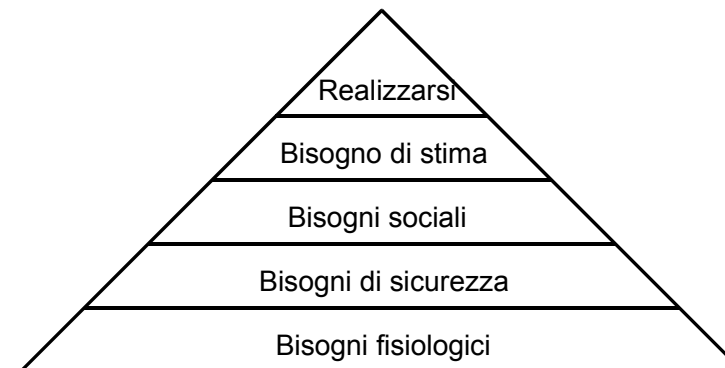 Realizzarsi
Bisogno di stima
Bisogni sociali
Bisogni di sicurezza
Bisogni fisiologici